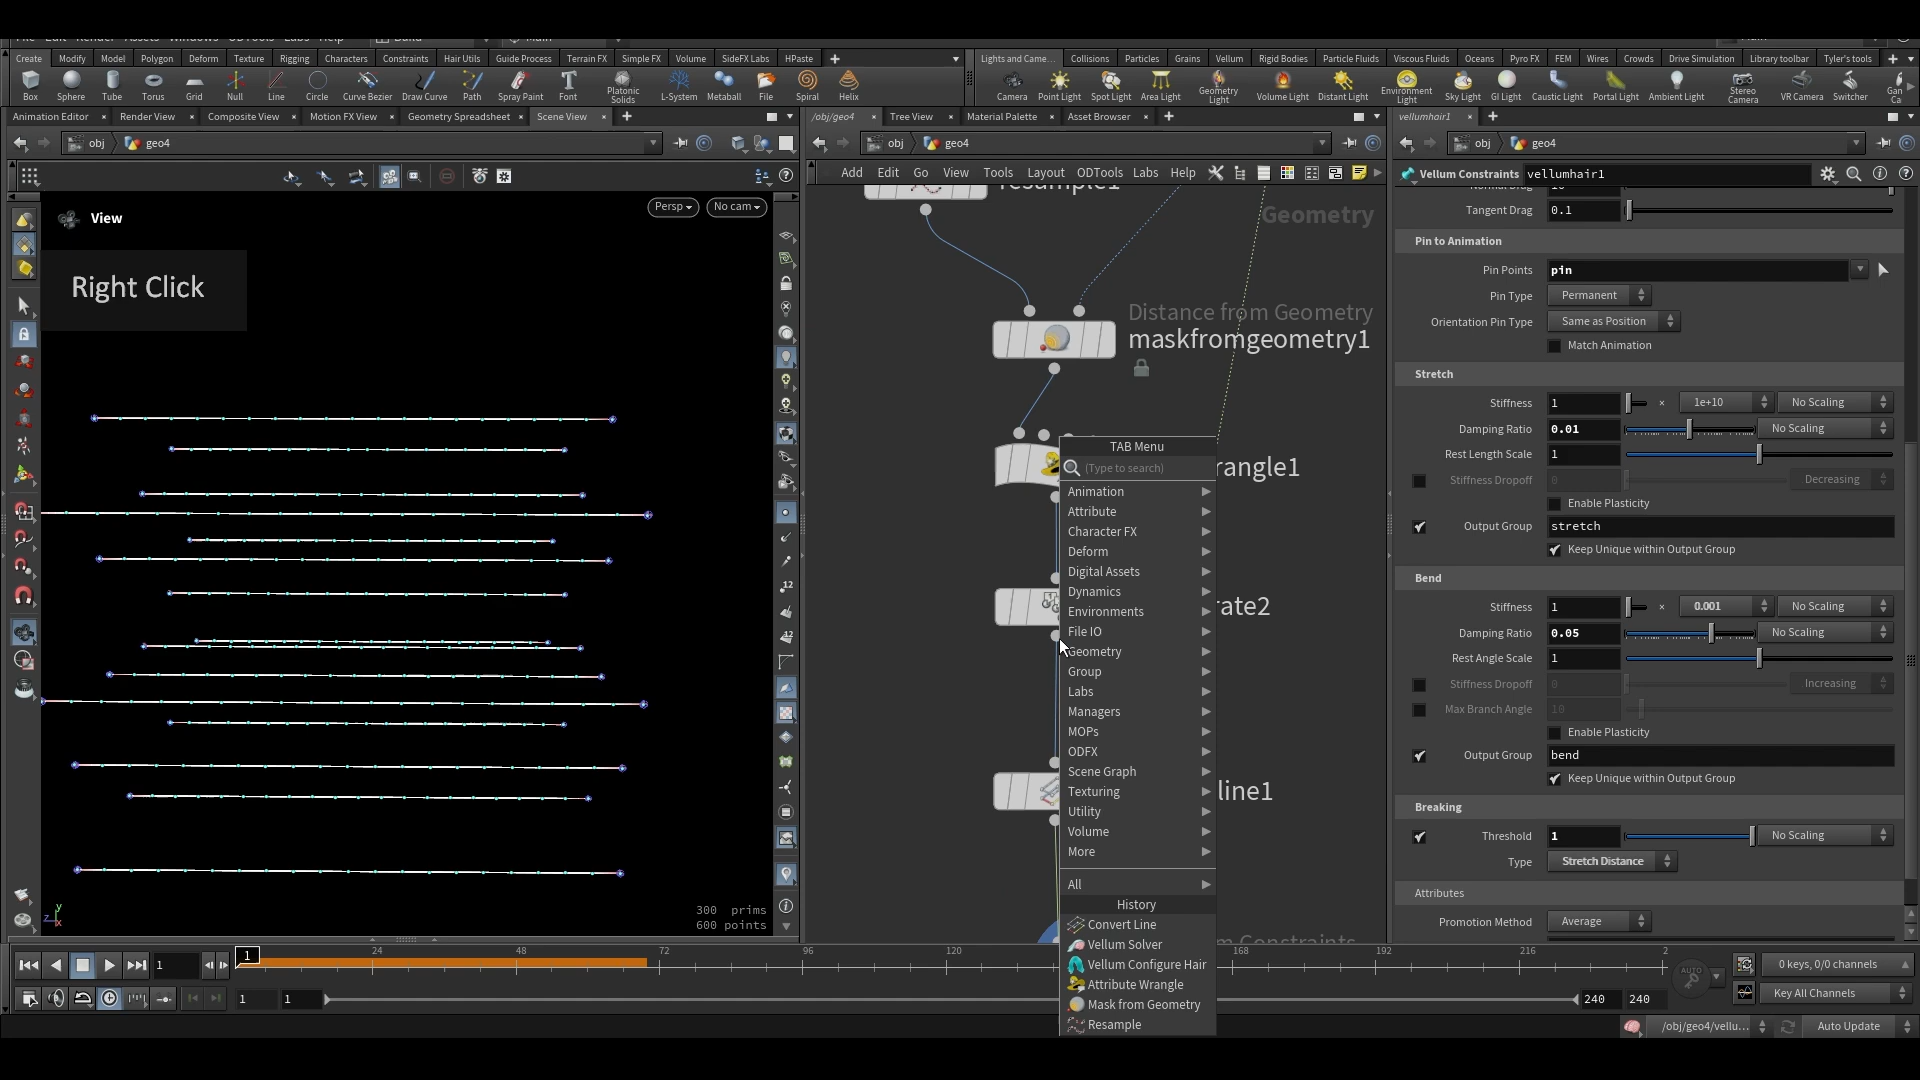 Create Modify Model Polygon Deform Texture Rigging Characters Constraints Hair Utils Guide Process Terrain FX Simple FX Volume SideFX Labs HPaste
Lights and Came... Collisions Particles Grains Vellum Rigid Bodies Particle Fluids Viscous Fluids Oceans Pyro FX FEM Wires Crowds Drive Simulation Library toolbar Tyler's tools
Box Sphere Tube Torus Grid Null Line Circle Curve Bezier Draw Curve Path Spray Paint Font Platonic Solids L-System Metaball File Spiral Helix
Camera Point Light Spot Light Area Light Geometry Light Volume Light Distant Light Environment Light Sky Light GI Light Caustic Light Portal Light Ambient Light Stereo Camera VR Camera Switcher Gan Ca
Animation Editor Render View Composite View Motion FX View Geometry Spreadsheet Scene View
/obj/geo4 Tree View Material Palette Asset Browser
vellumhair1
obj geo4
obj geo4
obj geo4
View
Persp No cam
Right Click
300 prims
600 points
Add Edit Go View Tools Layout ODTools Labs Help
resample1
Geometry
Distance from Geometry
maskfromgeometry1
rangle1
rate2
line1
m Constraints
TAB Menu
(Type to search)
Animation
Attribute
Character FX
Deform
Digital Assets
Dynamics
Environments
File IO
Geometry
Group
Labs
Managers
MOPs
ODFX
Scene Graph
Texturing
Utility
Volume
More
All
History
Convert Line
Vellum Solver
Vellum Configure Hair
Attribute Wrangle
Mask from Geometry
Resample
Vellum Constraints vellumhair1
Tangent Drag 0.1
Pin to Animation
Pin Points pin
Pin Type Permanent
Orientation Pin Type Same as Position
Match Animation
Stretch
Stiffness 1 × 1e+10 No Scaling
Damping Ratio 0.01 No Scaling
Rest Length Scale 1
Stiffness Dropoff 0 Decreasing
Enable Plasticity
Output Group stretch
Keep Unique within Output Group
Bend
Stiffness 1 × 0.001 No Scaling
Damping Ratio 0.05 No Scaling
Rest Angle Scale 1
Stiffness Dropoff 0 Increasing
Max Branch Angle 10
Enable Plasticity
Output Group bend
Keep Unique within Output Group
Breaking
Threshold 1 No Scaling
Type Stretch Distance
Attributes
Promotion Method Average
1 1 24 48 72 96 120 168 192 216 2
0 keys, 0/0 channels
1 1 240 240
AUTO
Key All Channels
/obj/geo4/vellu... Auto Update